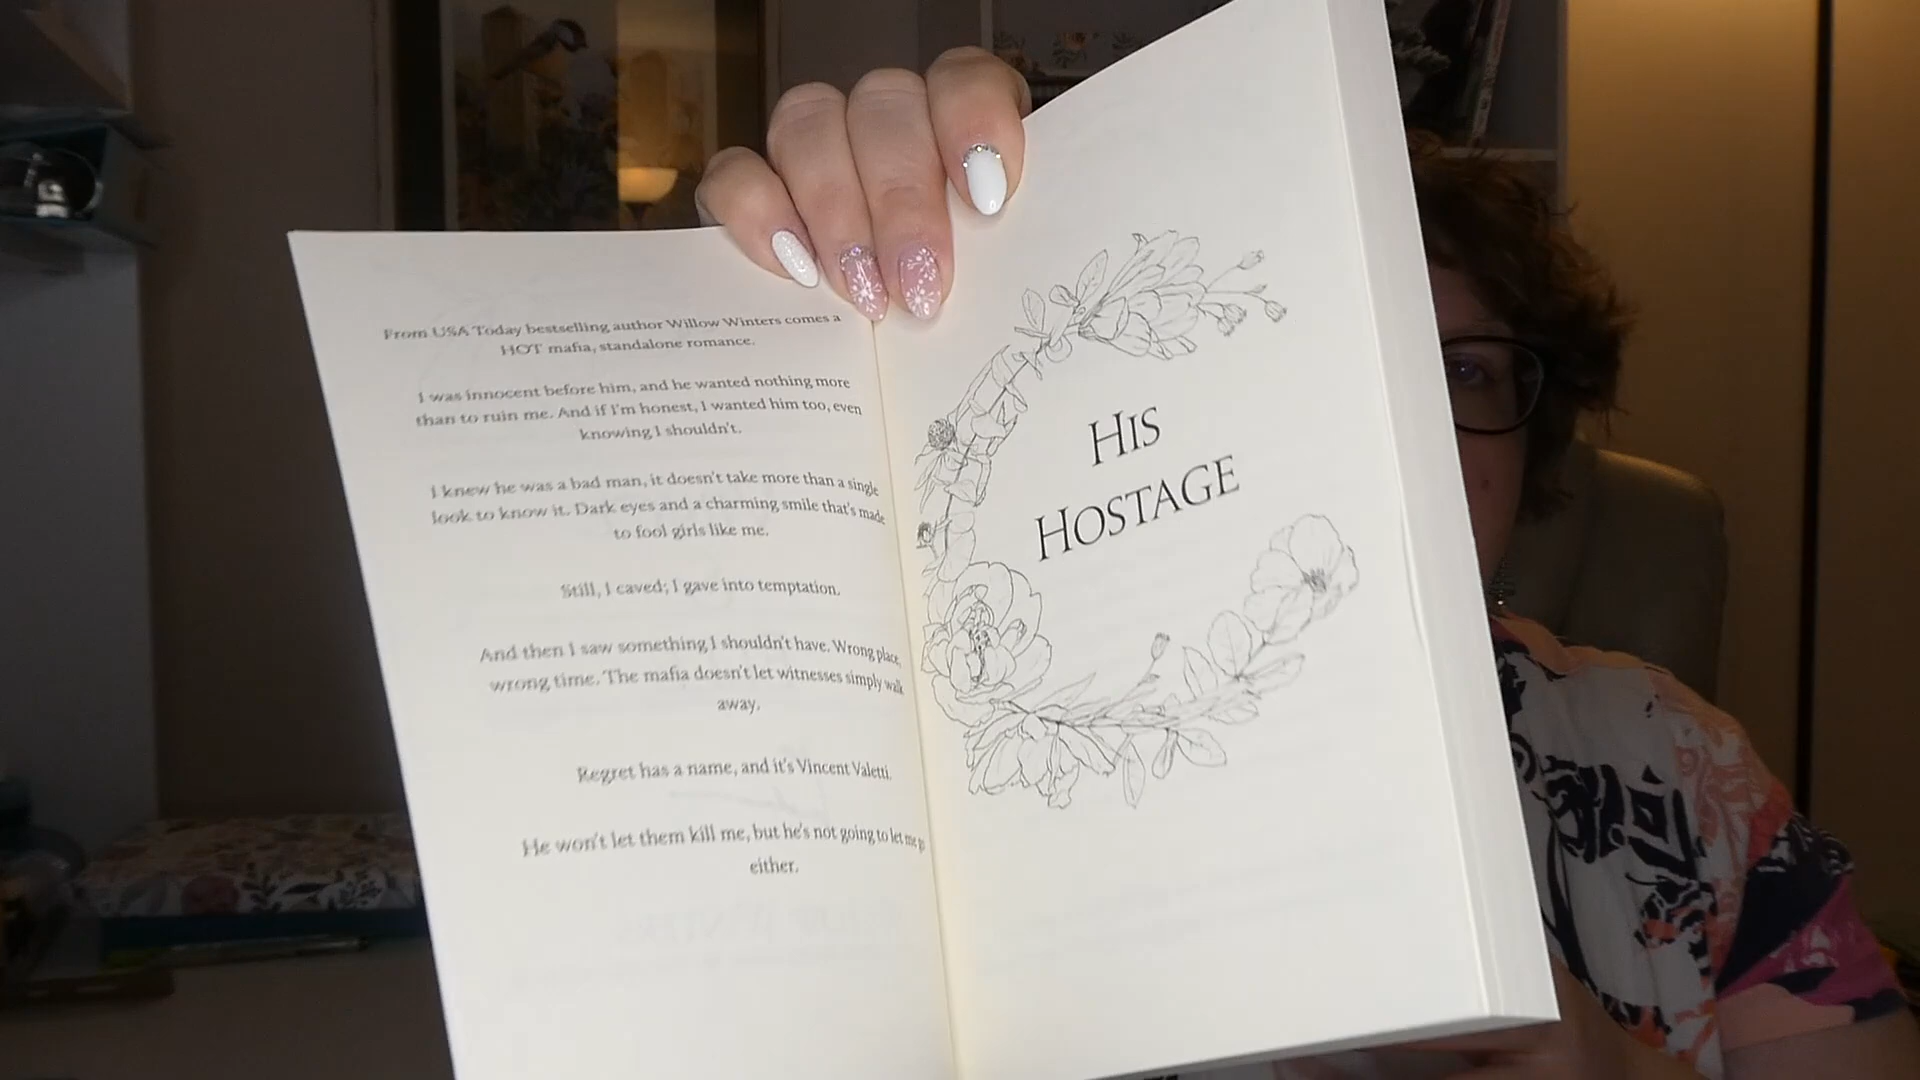 From USA Today bestselling author Willow Winters comes a
HOT mafia, standalone romance.
I was innocent before him, and he wanted nothing more
than to ruin me. And if I'm honest, I wanted him too, even
knowing I shouldn't.
I knew he was a bad man, it doesn't take more than a single
look to know it. Dark eyes and a charming smile that's made
to fool girls like me.
Still, I caved; I gave into temptation.
And then I saw something I shouldn't have. Wrong place,
wrong time. The mafia doesn't let witnesses simply walk
away.
Regret has a name, and it's Vincent Valetti.
He won't let them kill me, but he's not going to let me go
either.
HIS
HOSTAGE